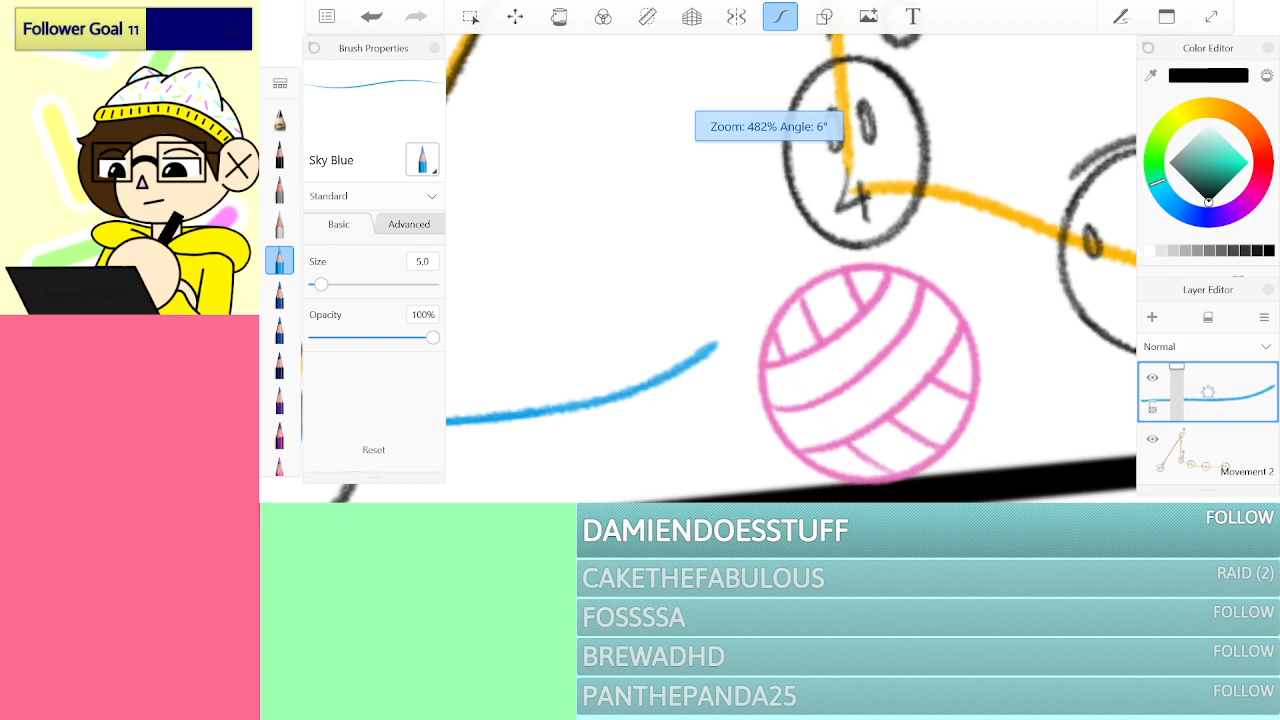 Follower Goal 11
T
Brush Properties
Color Editor
Zoom: 482% Angle: 6°
Sky Blue
Standard
Basic
Advanced
Size
5.0
Opacity
100%
Reset
4
Layer Editor
Normal
Movement 2
DAMIENDOESSTUFF
FOLLOW
CAKETHEFABULOUS
RAID (2)
FOSSSSA
FOLLOW
BREWADHD
FOLLOW
PANTHEPANDA25
FOLLOW